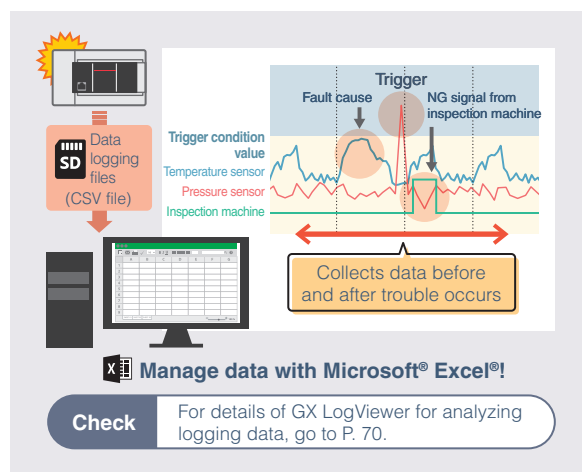 Trigger
Fault cause
NG signal from
inspection machine
Trigger condition
value
Temperature sensor
Pressure sensor
Inspection machine
SD
Data
logging
files
(CSV file)
Collects data before
and after trouble occurs
Manage data with Microsoft® Excel®!
Check
For details of GX LogViewer for analyzing
logging data, go to P. 70.